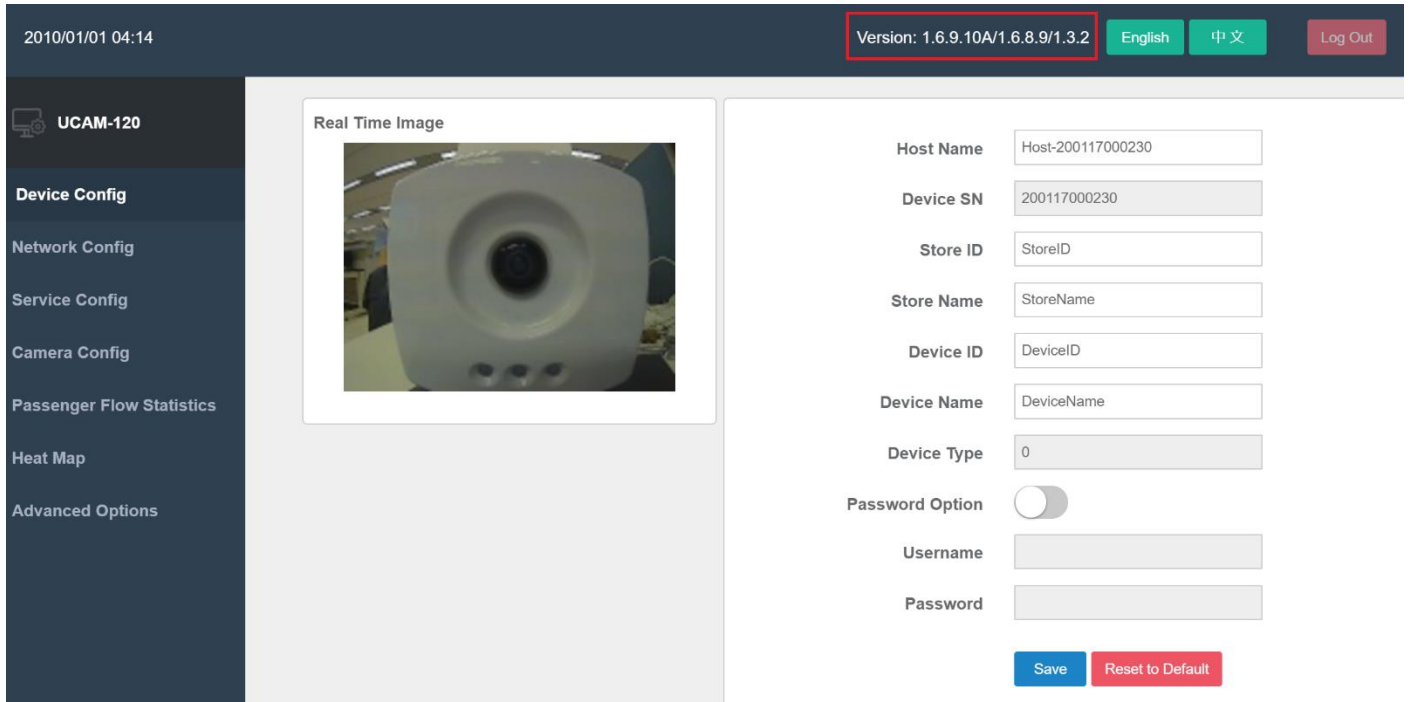 2010/01/01 04:14
Version: 1.6.9.10A/1.6.8.9/1.3.2
English
中文
Log Out
UCAM-120
Device Config
Network Config
Service Config
Camera Config
Passenger Flow Statistics
Heat Map
Advanced Options
Real Time Image
Host Name Host-200117000230
Device SN 200117000230
Store ID StoreID
Store Name StoreName
Device ID DeviceID
Device Name DeviceName
Device Type 0
Password Option
Username
Password
Save Reset to Default